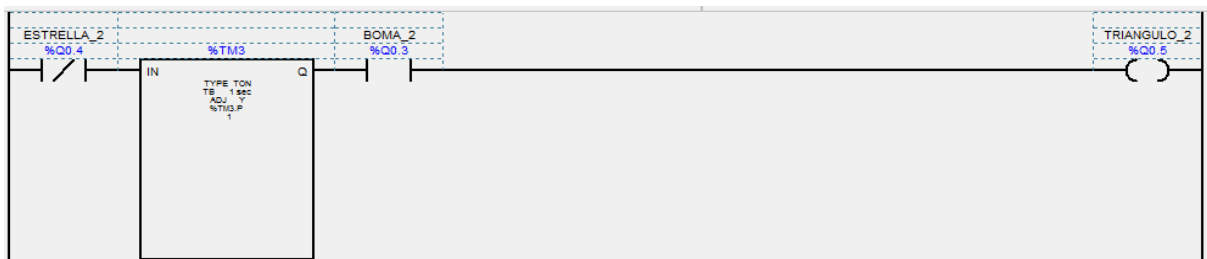 ESTRELLA_2
%Q0.4
%TM3
BOMA_2
%Q0.3
TRIANGULO_2
%Q0.5
IN
Q
TYPE TON
TB 1 sec
ADJ Y
%TM3.P
1